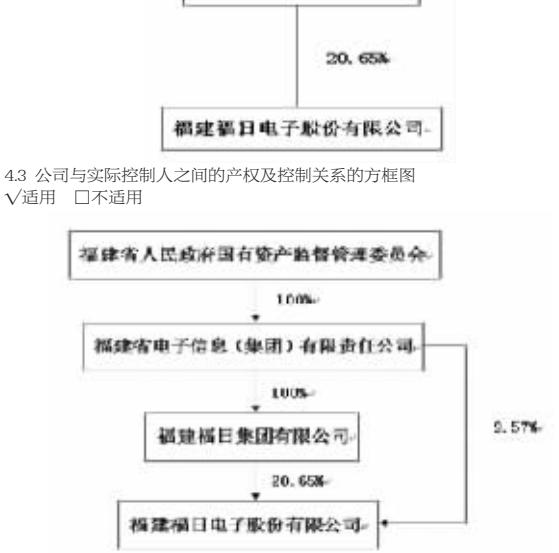 20.65%
福建福日电子股份有限公司
4.3 公司与实际控制人之间的产权及控制关系的方框图
√适用 □不适用
福建省人民政府国有资产监督管理委员会
100%
福建省电子信息(集团)有限责任公司
100%
福建福日集团有限公司
9.57%
20.65%
福建福日电子股份有限公司